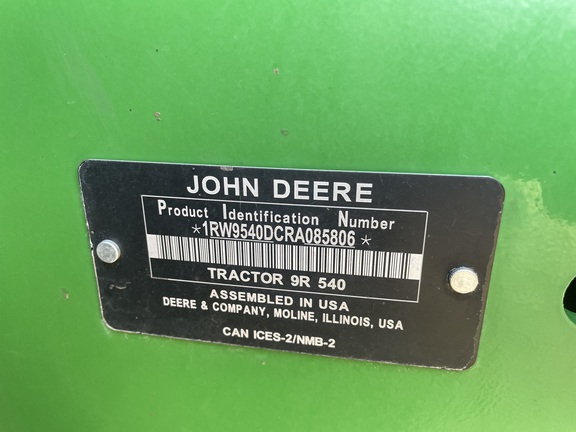 JOHN DEERE
Product Identification Number
*1RW9540DCRA085806*
TRACTOR 9R 540
ASSEMBLED IN USA
DEERE & COMPANY, MOLINE, ILLINOIS, USA
CAN ICES-2/NMB-2